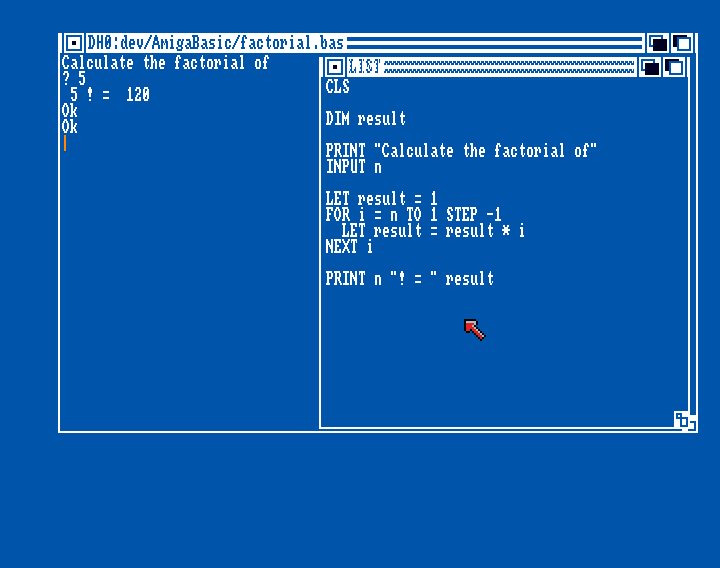 DH0:dev/AmigaBasic/factorial.bas
Calculate the factorial of
? 5
 5 ! =  120
Ok
Ok
LIST
CLS

DIM result

PRINT "Calculate the factorial of"
INPUT n

LET result = 1
FOR i = n TO 1 STEP -1
  LET result = result * i
NEXT i

PRINT n "! = " result